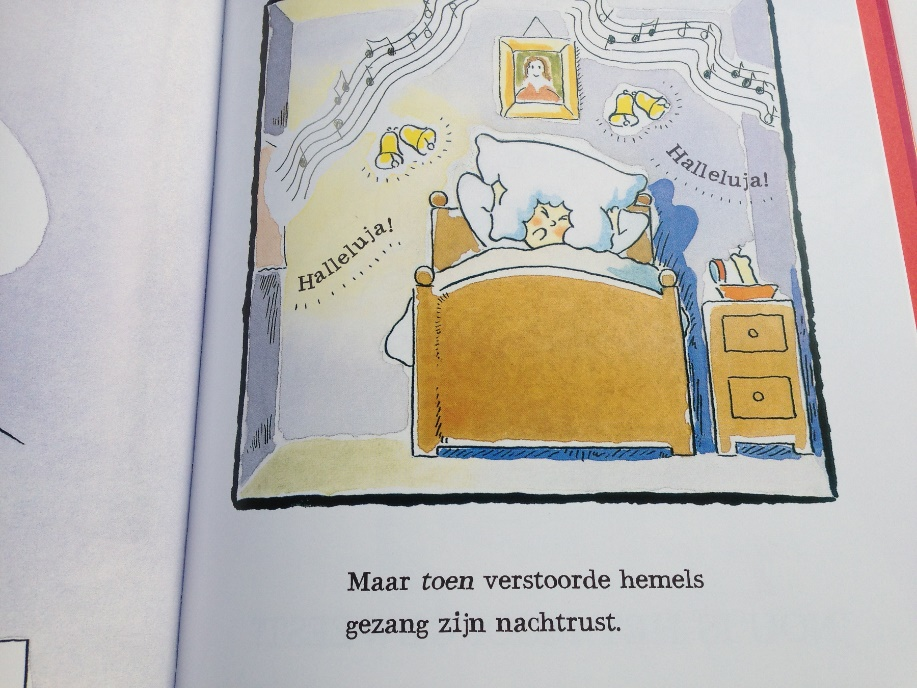 Halleluja!
Halleluja!
Maar toen verstoorde hemels
gezang zijn nachtrust.